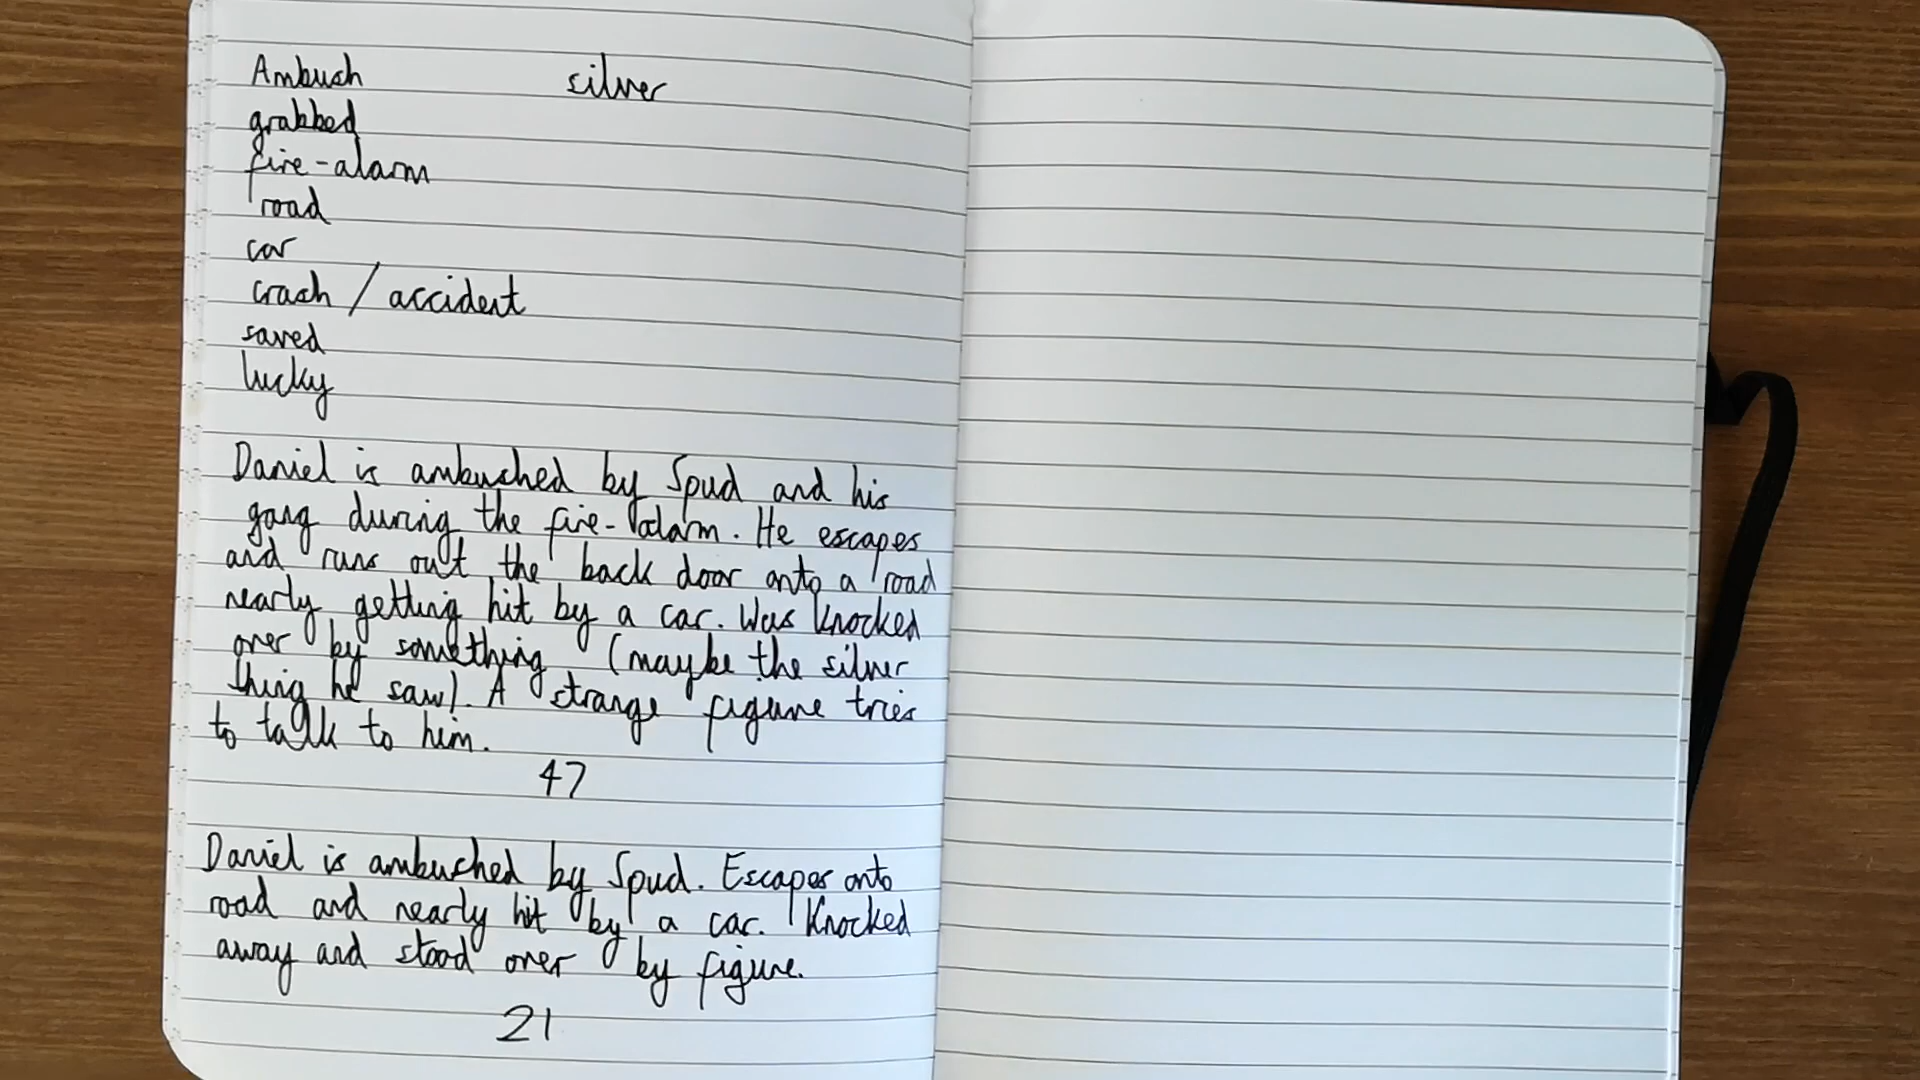 Ambush silver
grabbed
fire-alarm
road
car
crash / accident
saved
lucky
Daniel is ambushed by Spud and his
gang during the fire-alarm. He escapes
and runs out the back door onto a road
nearly getting hit by a car. Was knocked
over by something (maybe the silver
thing he saw). A strange figure tries
to talk to him.
47
Daniel is ambushed by Spud. Escapes onto
road and nearly hit by a car. Knocked
away and stood over by figure.
21